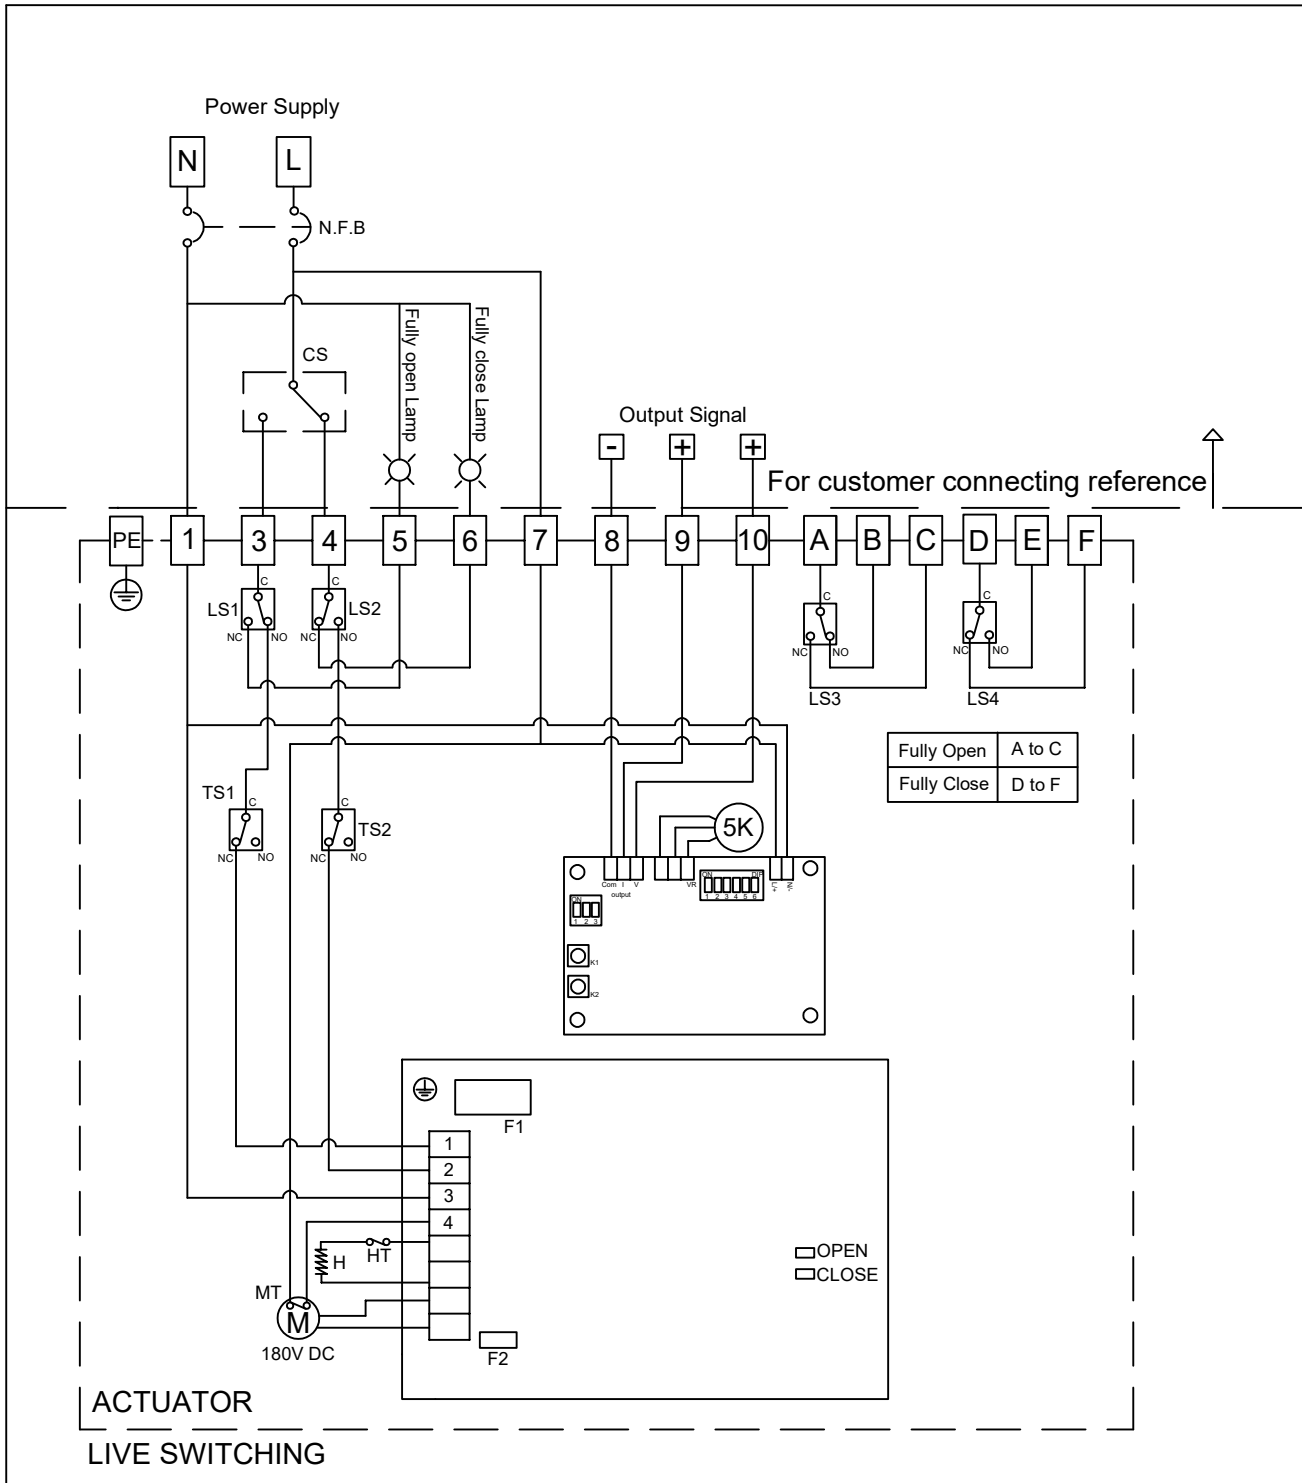 Power Supply
N L
N.F.B
CS
Fully open Lamp
Fully close Lamp
Output Signal
- + +
For customer connecting reference
PE 1 3 4 5 6 7 8 9 10 A B C D E F
C C C C
LS1 LS2
NC NO NC NO NC NO NC NO
LS3 LS4
Fully Open A to C
Fully Close D to F
TS1 C C TS2
NC NO NC NO
5K
Com I V VR ON DIP L/+ N/-
output 1 2 3 4 5 6
ON
1 2 3
K1
K2
F1
1
2
3
4
H HT
OPEN
CLOSE
MT
M
180V DC
F2
ACTUATOR
LIVE SWITCHING